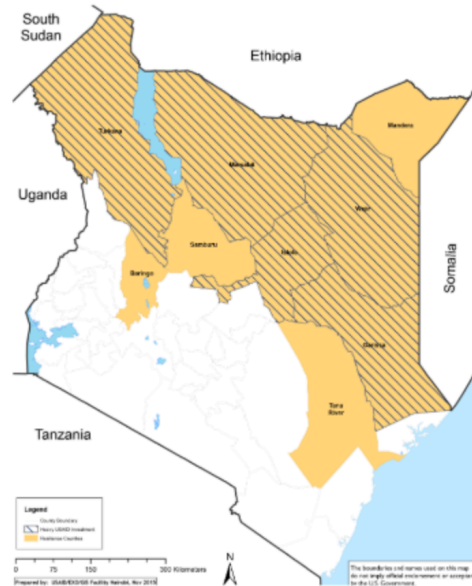 South
Sudan
Ethiopia
Mandera
Turkana
Marsabit
Uganda
Wajir
Samburu
Isiolo
Somalia
Baringo
Garissa
Tana
River
Tanzania
Legend
County Boundary
Heavy USAID Investment
Resilience Counties
0 75 150 300 Kilometers
N
Prepared by: USAID/EXO/GIS Facility Nairobi, Nov 2015
The boundaries and names used on this map
do not imply official endorsement or acceptance
by the U.S. Government.